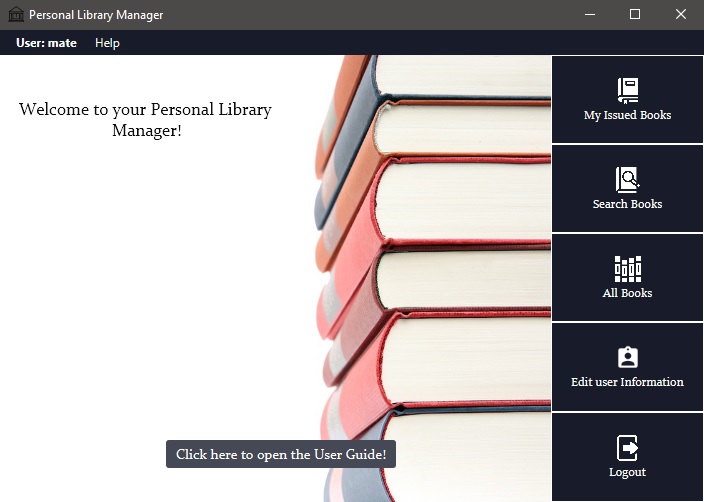 Personal Library Manager
User: mate Help
Welcome to your Personal Library
Manager!
My Issued Books
Search Books
All Books
Edit user Information
Click here to open the User Guide!
Logout